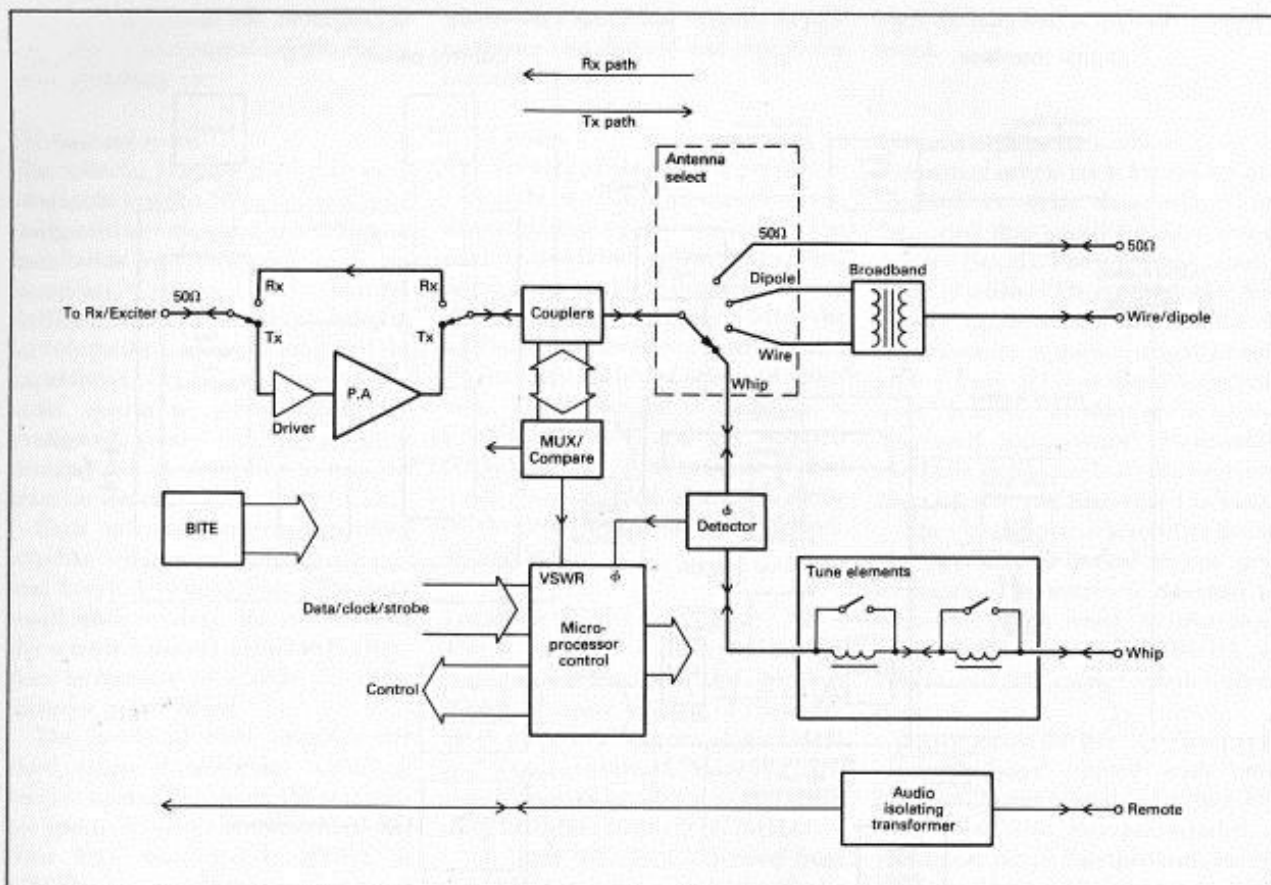 Rx path
Tx path
Antenna
select
50Ω
50Ω
Dipole
Broadband
Rx
Rx
50Ω
To Rx/Exciter
Tx
Tx
Couplers
Wire/dipole
Wire
P.A
Whip
Driver
MUX/
Compare
BITE
ϕ
Detector
VSWR
ϕ
Tune elements
Data/clock/strobe
Micro-
processor
control
Whip
Control
Audio
isolating
transformer
Remote